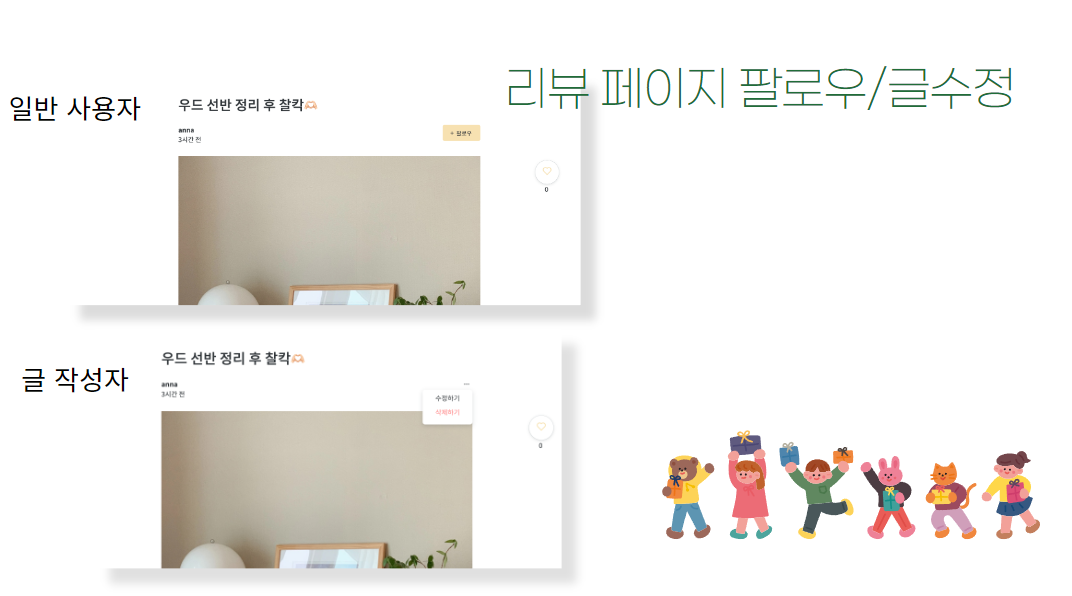 리뷰 페이지 팔로우/글수정
일반 사용자
우드 선반 정리 후 찰칵🫶🏻
anna
3시간 전
+ 팔로우
0
글 작성자
우드 선반 정리 후 찰칵🫶🏻
anna
3시간 전
···
수정하기
삭제하기
0